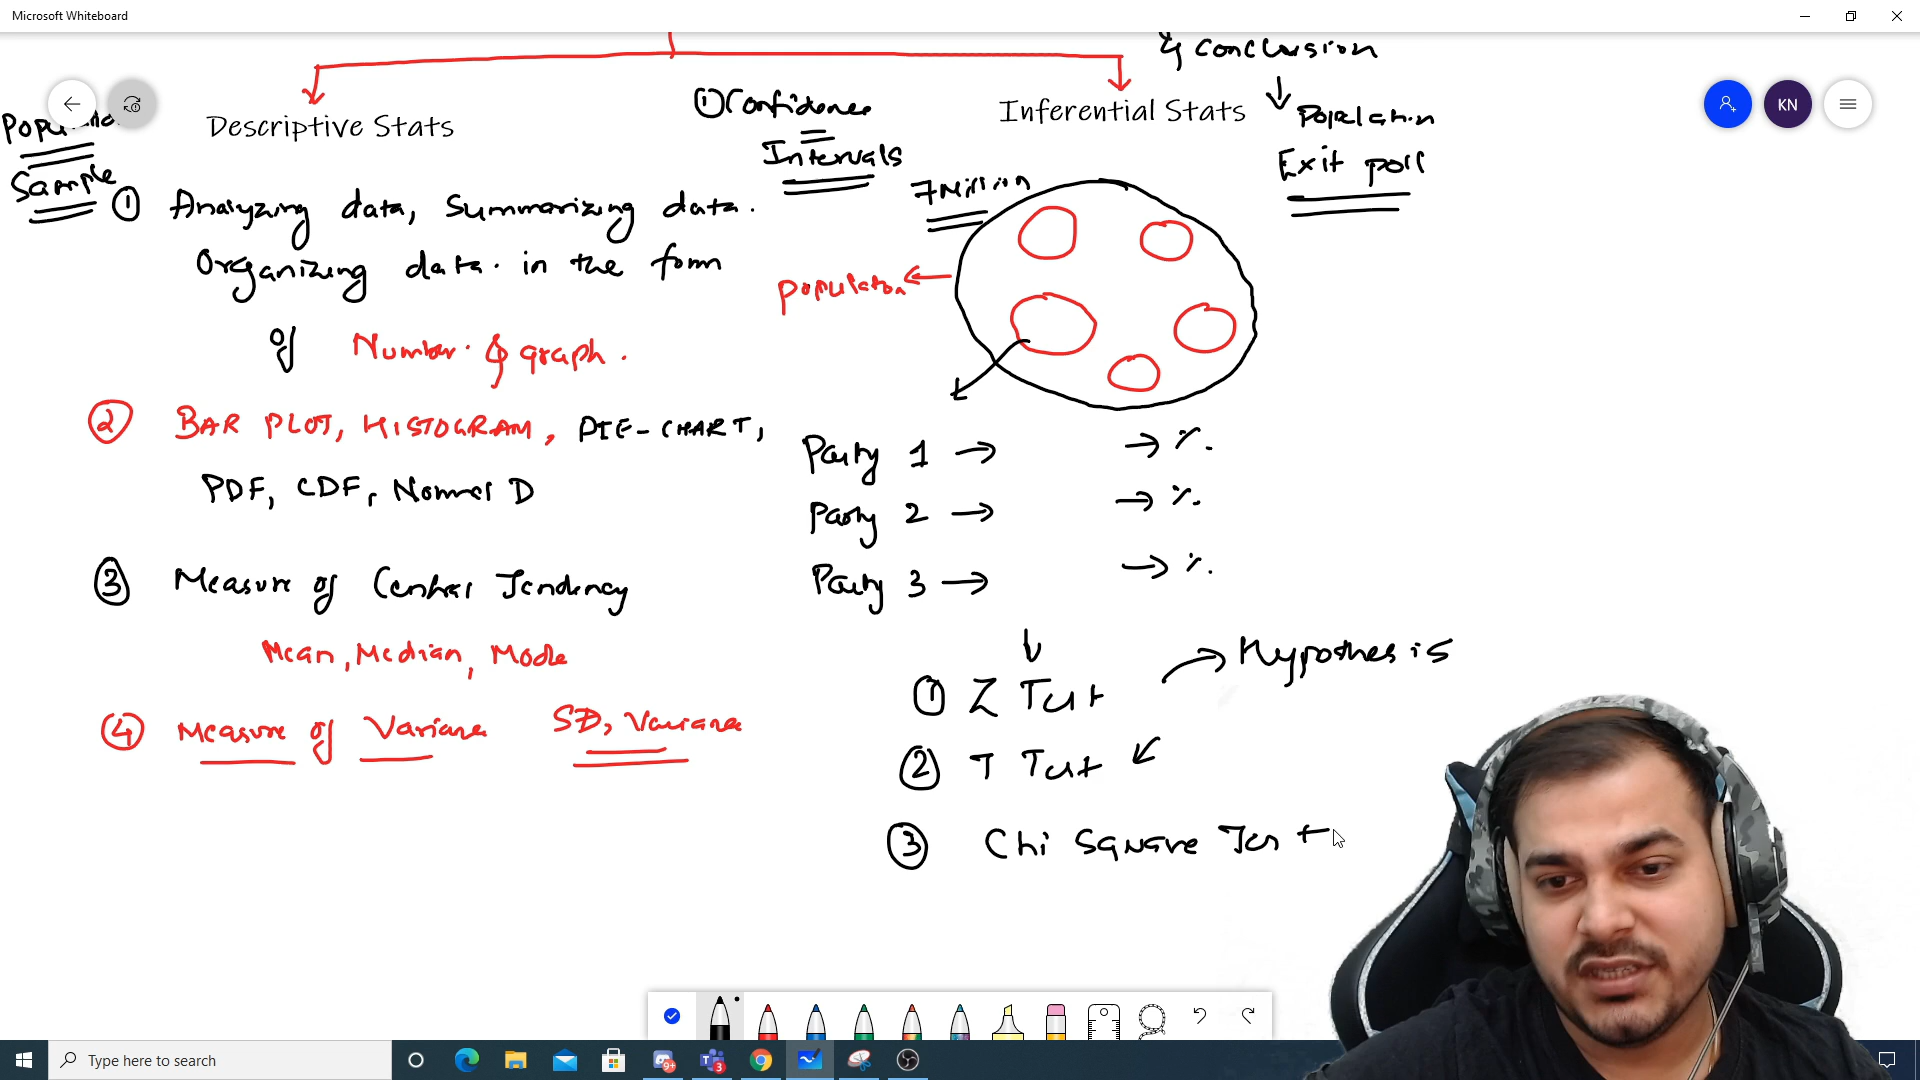 Microsoft Whiteboard
& conclusion
Population
Exit poll
KN
Sample
Descriptive Stats
① Confidence
Intervals
Inferential Stats
7 Million
population
① Analyzing data, Summarizing data.
Organizing data. in the form
of Number. & graph.
② BAR PLOT, HISTOGRAM, PIE-CHART,
PDF, CDF, Normal D
③ Measure of Central Tendency
Mean, Median, Mode
④ Measure of Variance SD, Variance
Party 1 → → %.
Party 2 → → %.
Party 3 → → %.
① Z Test → Hypothesis
② T Test
③ Chi Square Test
Type here to search
9+
3